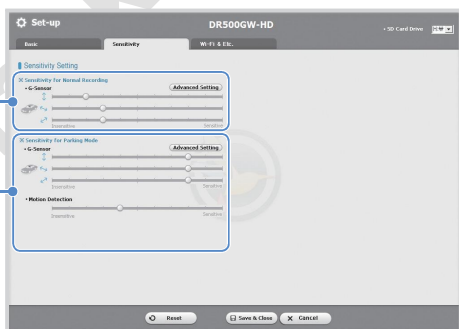 Set-up
DR500GW-HD
• SD Card Drive
Basic
Sensitivity
Wi-Fi & Etc.
Sensitivity Setting
※ Sensitivity for Normal Recording
• G-Sensor
Advanced Setting
Insensitive Sensitive
※ Sensitivity for Parking Mode
• G-Sensor
Advanced Setting
Insensitive Sensitive
• Motion Detection
Insensitive Sensitive
Reset
Save & Close
X Cancel